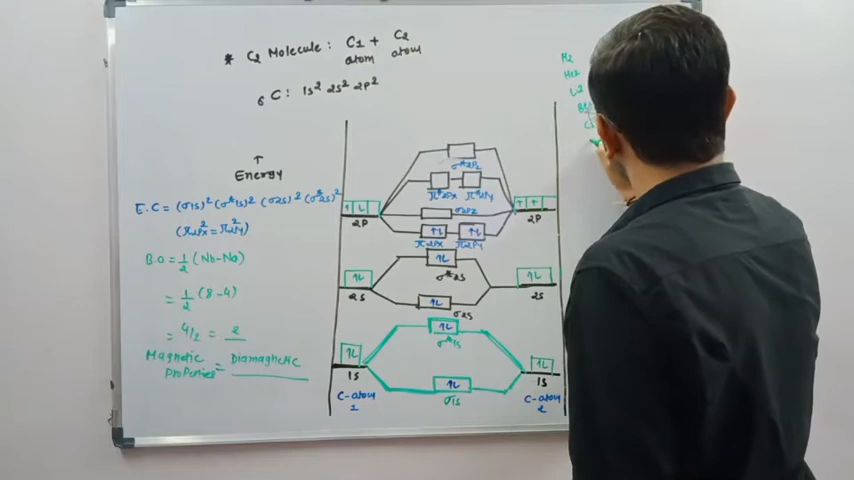 * C₂ Molecule: C₁ + C₂
atom atom
₆C: 1s² 2s² 2p²
↑
Energy
E.C = (σ1s)² (σ*1s)² (σ2s)² (σ*2s)²
(π2Px² = π2Py²)
B.O = 1/2 (Nb-Na)
= 1/2 (8-4)
= 4/2 = 2
Magnetic
Properties = Diamagnetic
σ*2Pz
π*2Px π*2Py
σ2Pz
2P 2P
π2Px π2Py
σ*2s
2s 2s
σ2s
σ*1s
1s 1s
σ1s
C-atom C-atom
1 2
H₂